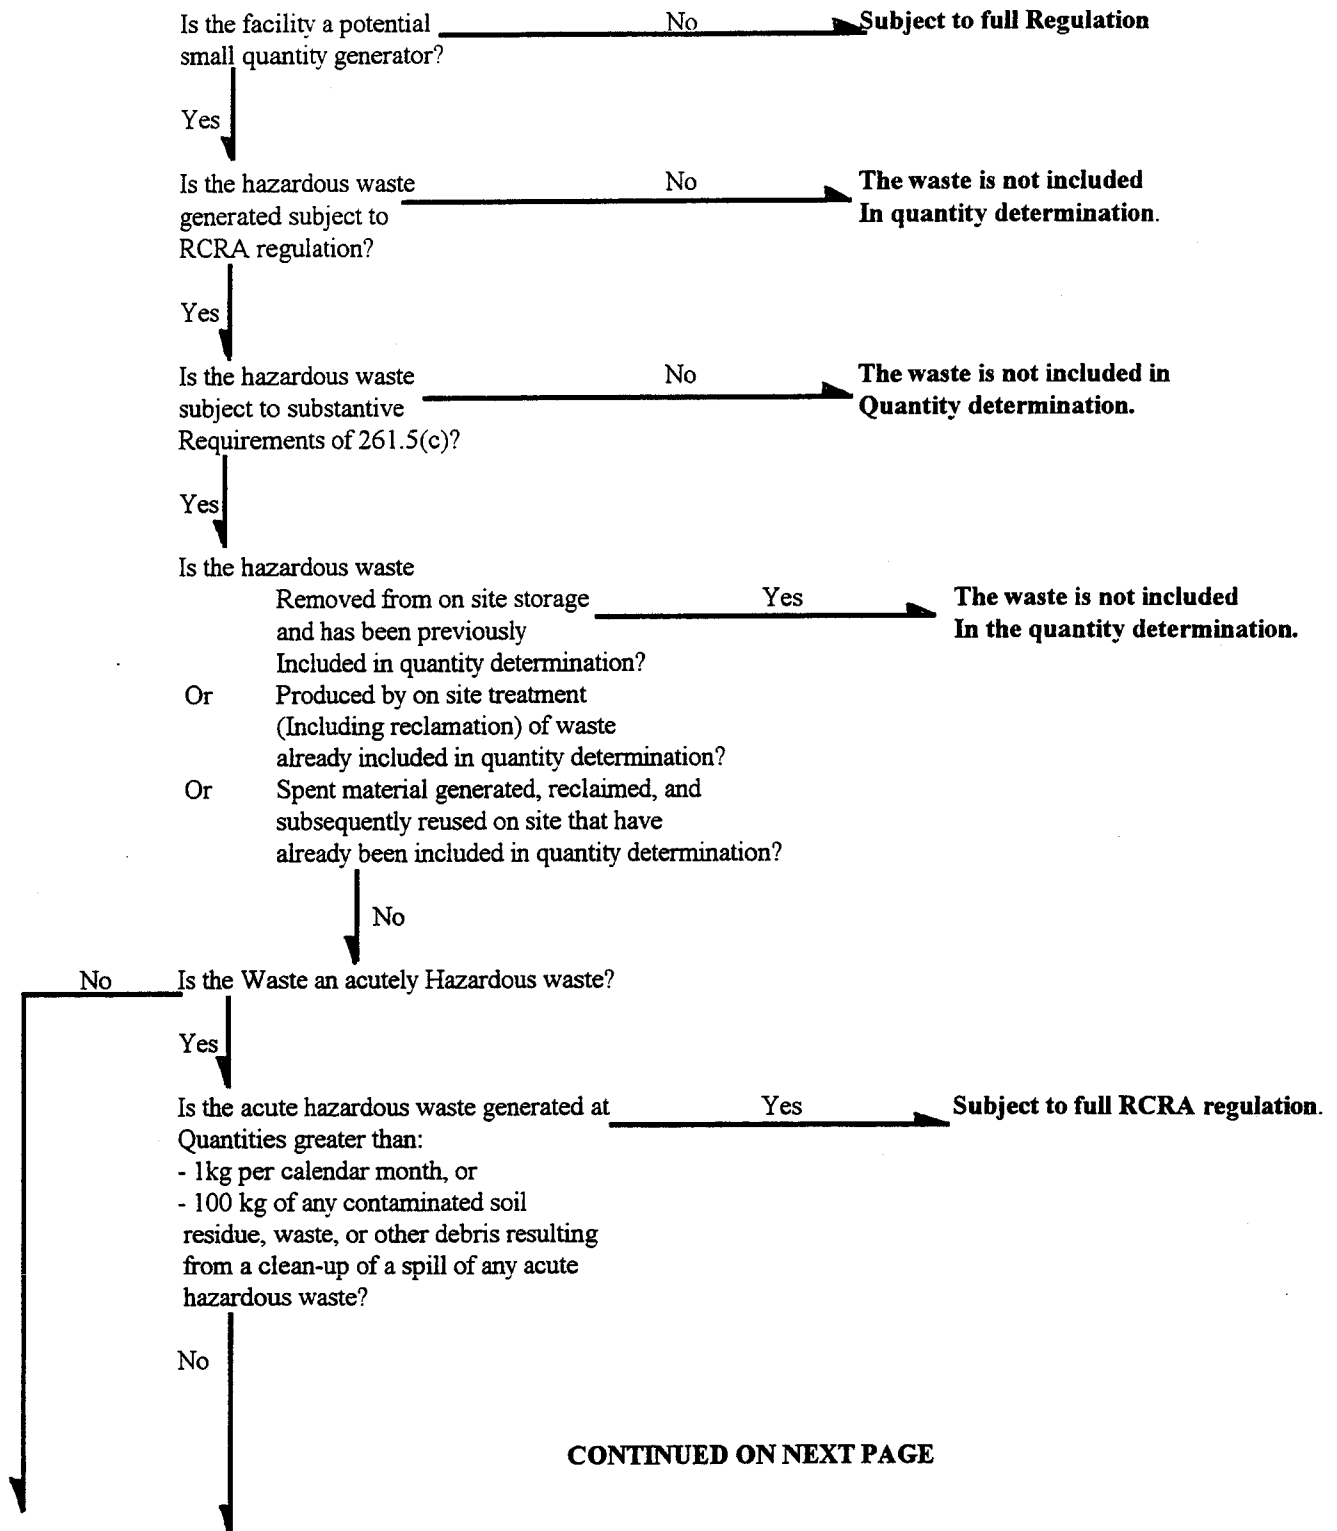 Is the facility a potential
No
Subject to full Regulation
small quantity generator?
Yes
Is the hazardous waste
No
The waste is not included
generated subject to
In quantity determination.
RCRA regulation?
Yes
Is the hazardous waste
No
The waste is not included in
subject to substantive
Quantity determination.
Requirements of 261.5(c)?
Yes
Is the hazardous waste
Removed from on site storage
Yes
The waste is not included
and has been previously
In the quantity determination.
Included in quantity determination?
Or Produced by on site treatment
(Including reclamation) of waste
already included in quantity determination?
Or Spent material generated, reclaimed, and
subsequently reused on site that have
already been included in quantity determination?
No
No
Is the Waste an acutely Hazardous waste?
Yes
Is the acute hazardous waste generated at
Yes
Subject to full RCRA regulation.
Quantities greater than:
- 1kg per calendar month, or
- 100 kg of any contaminated soil
residue, waste, or other debris resulting
from a clean-up of a spill of any acute
hazardous waste?
No
CONTINUED ON NEXT PAGE